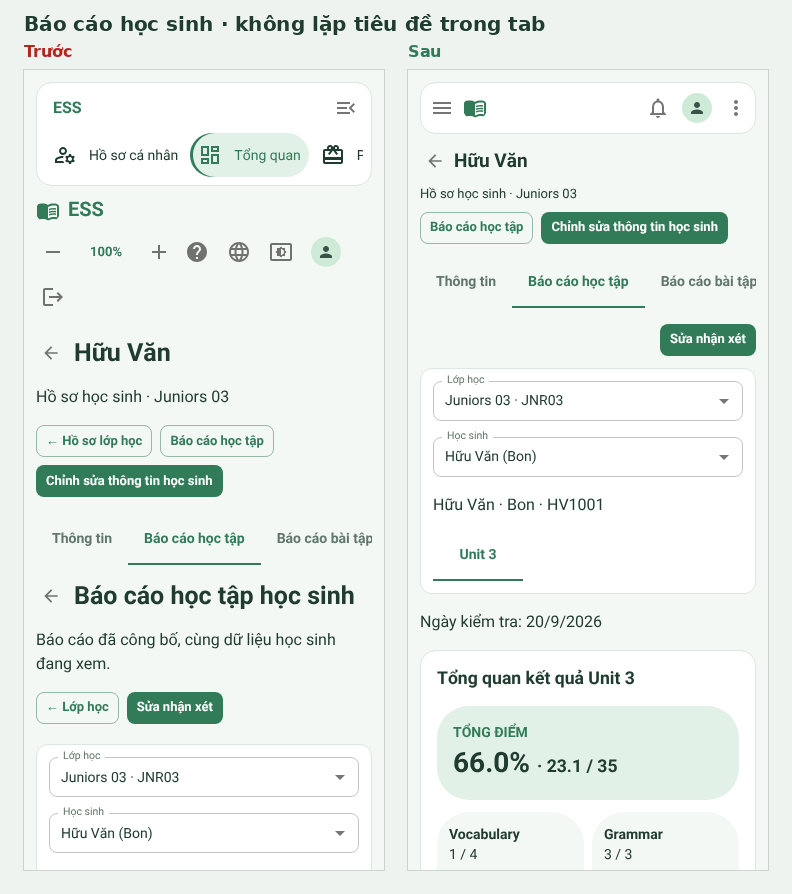 Báo cáo học sinh · không lặp tiêu đề trong tab
Trước
ESS
Hồ sơ cá nhân
Tổng quan
ESS
100%
Hữu Văn
Hồ sơ học sinh · Juniors 03
← Hồ sơ lớp học
Báo cáo học tập
Chỉnh sửa thông tin học sinh
Thông tin
Báo cáo học tập
Báo cáo bài tập
Báo cáo học tập học sinh
Báo cáo đã công bố, cùng dữ liệu học sinh
đang xem.
← Lớp học
Sửa nhận xét
Lớp học
Juniors 03 · JNR03
Học sinh
Hữu Văn (Bon)
Sau
Hữu Văn
Hồ sơ học sinh · Juniors 03
Báo cáo học tập
Chỉnh sửa thông tin học sinh
Thông tin
Báo cáo học tập
Báo cáo bài tập
Sửa nhận xét
Lớp học
Juniors 03 · JNR03
Học sinh
Hữu Văn (Bon)
Hữu Văn · Bon · HV1001
Unit 3
Ngày kiểm tra: 20/9/2026
Tổng quan kết quả Unit 3
TỔNG ĐIỂM
66.0% · 23.1 / 35
Vocabulary
1 / 4
Grammar
3 / 3